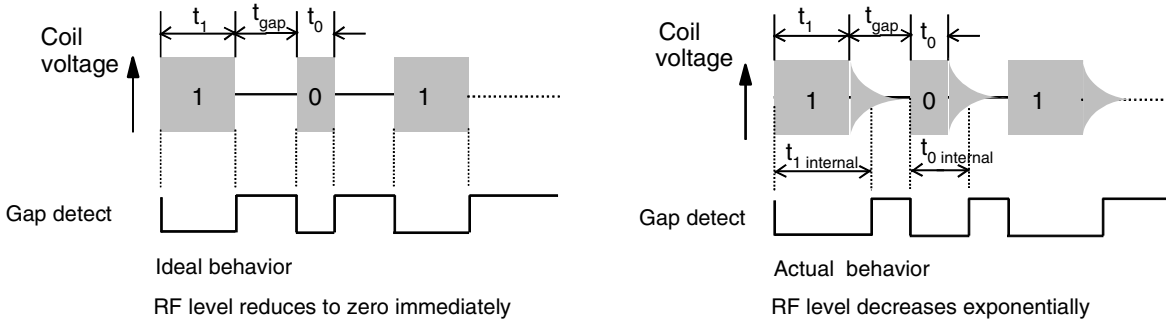 t1 tgap t0
Coil
voltage
1 0 1
Gap detect
Ideal behavior
RF level reduces to zero immediately
t1 tgap t0
Coil
voltage
1 0 1
t1 internal t0 internal
Gap detect
Actual behavior
RF level decreases exponentially